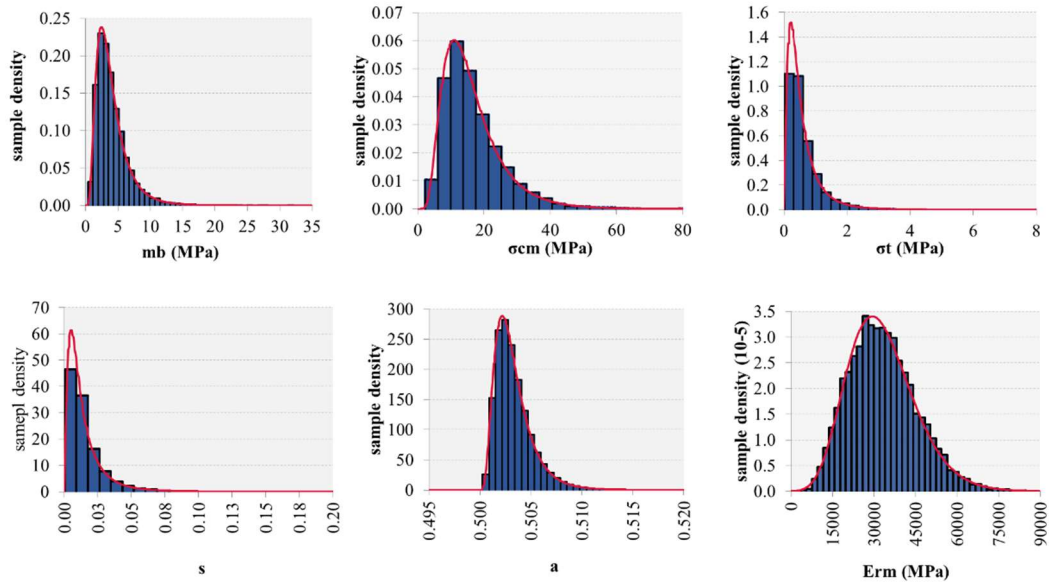 sample density
0.25
0.20
0.15
0.10
0.05
0.00
0 5 10 15 20 25 30 35
mb (MPa)
sample density
0.06
0.05
0.04
0.03
0.02
0.01
0.00
0 20 40 60 80
σcm (MPa)
sample density
1.6
1.4
1.2
1.0
0.8
0.6
0.4
0.2
0.0
0 2 4 6 8
σt (MPa)
samepl density
70
60
50
40
30
20
10
0
0.00 0.03 0.05 0.08 0.10 0.13 0.15 0.18 0.20
s
sample density
300
250
200
150
100
50
0
0.495 0.500 0.505 0.510 0.515 0.520
a
sample density (10-5)
3.5
3.0
2.5
2.0
1.5
1.0
0.5
0.0
0 15000 30000 45000 60000 75000 90000
Erm (MPa)